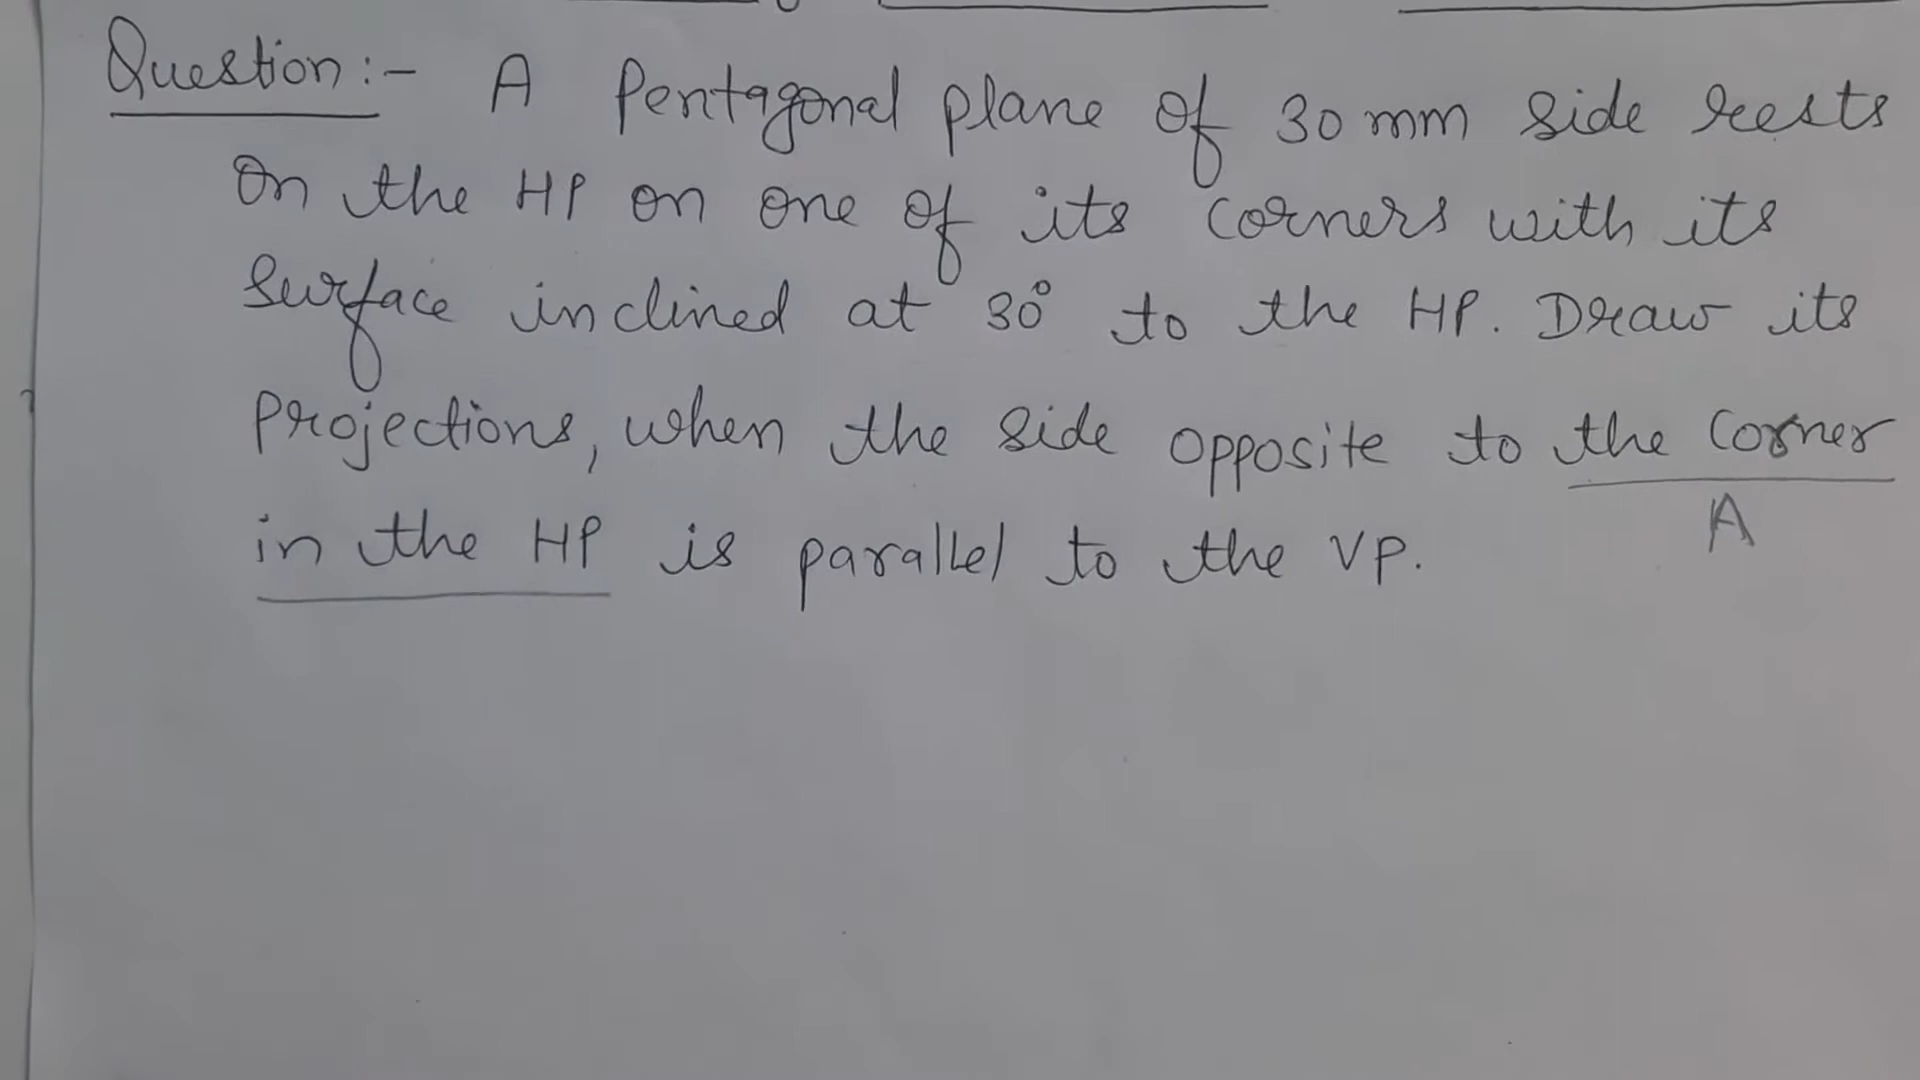 Question:- A Pentagonal plane of 30 mm side rests
on the HP on one of its corners with its
Surface inclined at 30° to the HP. Draw its
projections, when the side opposite to the Corner
A
in the HP is parallel to the VP.